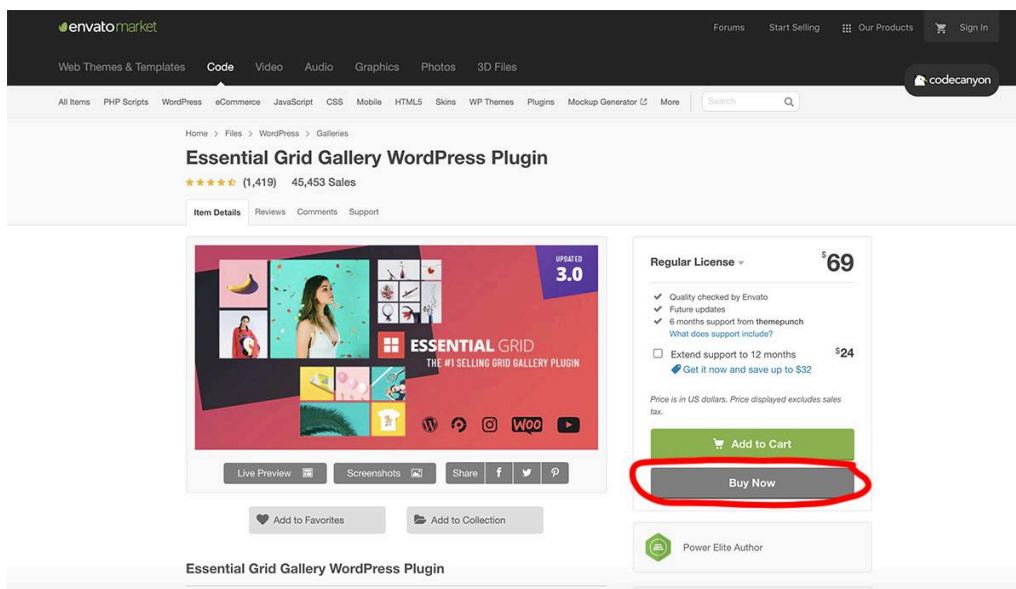 envatomarket
Forums Start Selling Our Products Sign In
Web Themes & Templates Code Video Audio Graphics Photos 3D Files
codecanyon
All Items PHP Scripts WordPress eCommerce JavaScript CSS Mobile HTML5 Skins WP Themes Plugins Mockup Generator More Search
Home > Files > WordPress > Galleries
Essential Grid Gallery WordPress Plugin
(1,419) 45,453 Sales
Item Details Reviews Comments Support
UPDATED
3.0
ESSENTIAL GRID
THE #1 SELLING GRID GALLERY PLUGIN
WOO
Live Preview Screenshots Share
Add to Favorites Add to Collection
Regular License $69
Quality checked by Envato
Future updates
6 months support from themepunch
What does support include?
Extend support to 12 months $24
Get it now and save up to $32
Price is in US dollars. Price displayed excludes sales
tax.
Add to Cart
Buy Now
Power Elite Author
Essential Grid Gallery WordPress Plugin